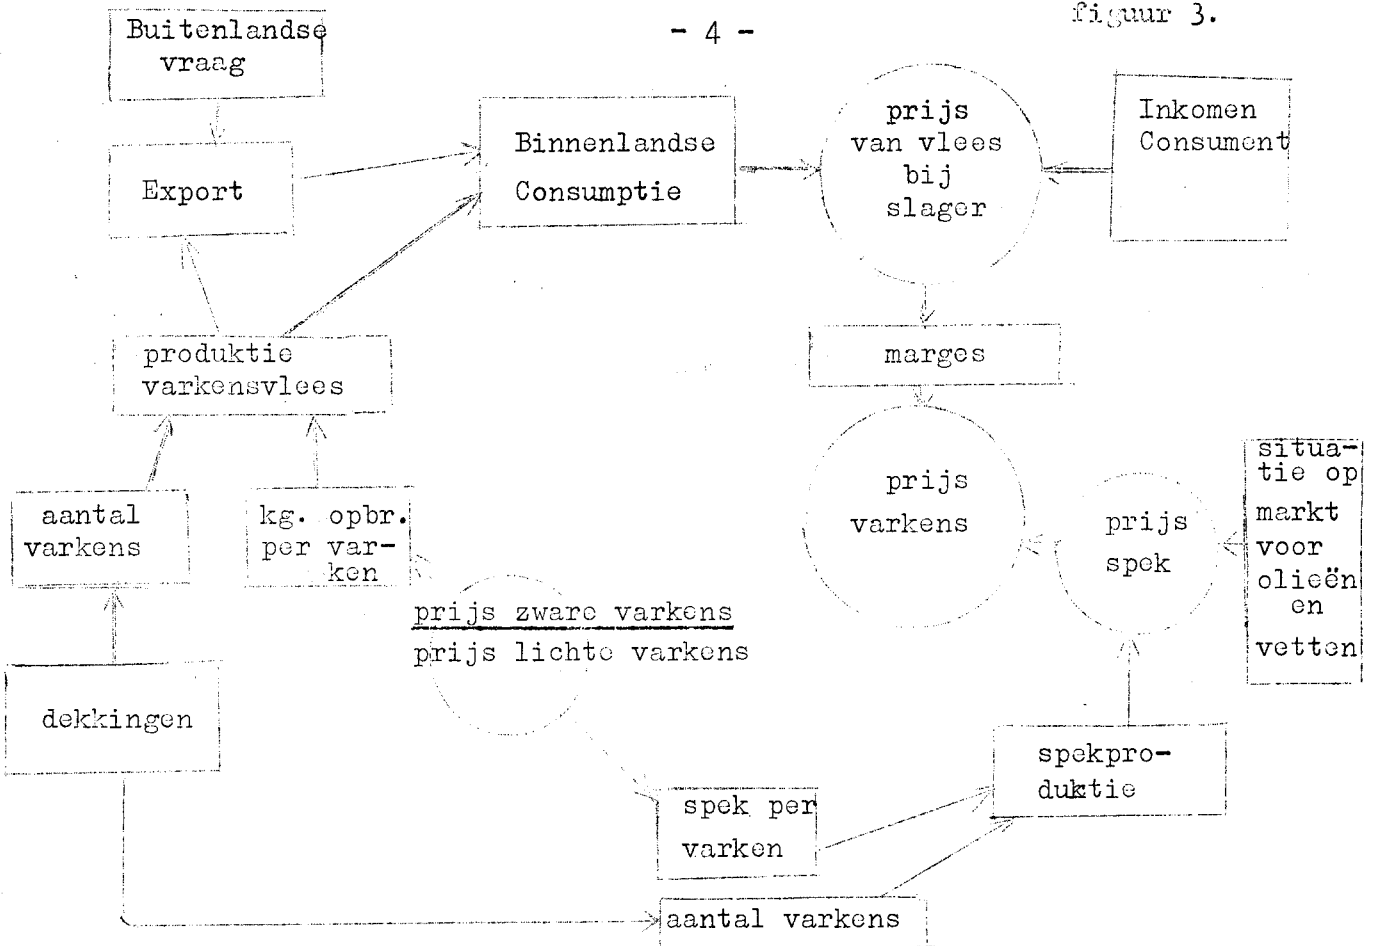 - 4 -
figuur 3.
Buitenlandse
vraag
Export
Binnenlandse
Consumptie
prijs
van vlees
bij
slager
Inkomen
Consument
produktie
varkensvlees
marges
aantal
varkens
kg. opbr.
per var-
ken
prijs
varkens
prijs
spek
situa-
tie op
markt
voor
olieën
en
vetten
prijs zware varkens
prijs lichte varkens
dekkingen
spekpro-
duktie
spek per
varken
aantal varkens